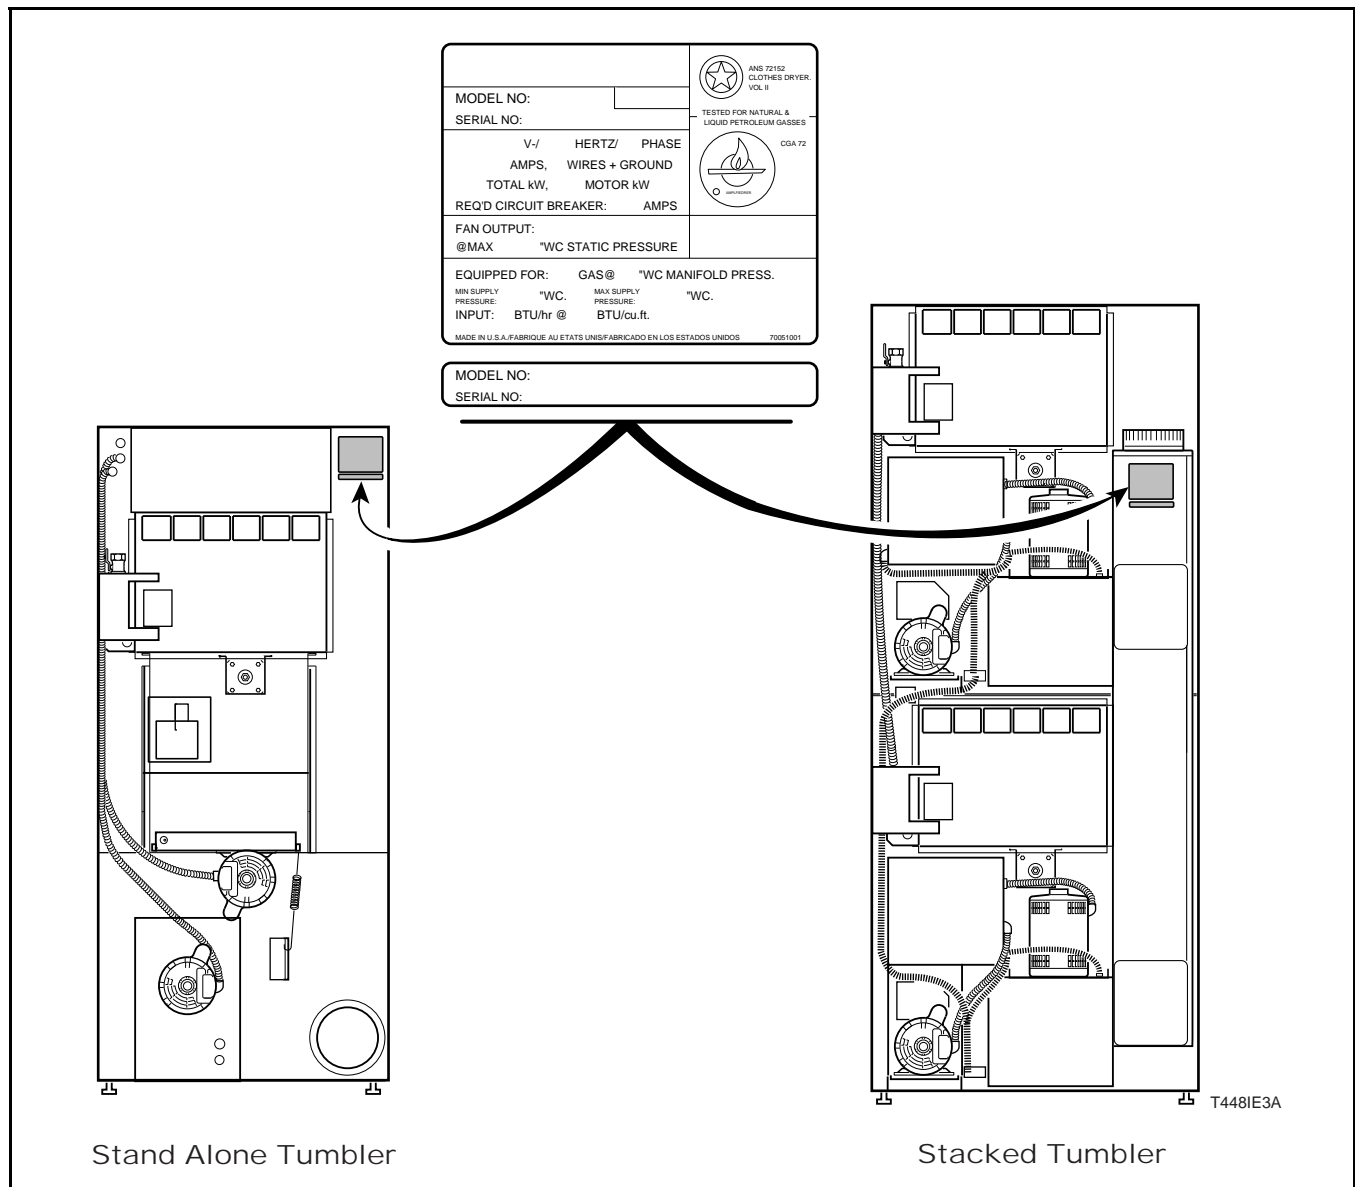 ANS 72152
CLOTHES DRYER.
VOL II
MODEL NO:
SERIAL NO:
TESTED FOR NATURAL &
LIQUID PETROLEUM GASSES
CGA 72
V-/ HERTZ/ PHASE
AMPS, WIRES + GROUND
TOTAL kW, MOTOR kW
REQ'D CIRCUIT BREAKER: AMPS
FAN OUTPUT:
@MAX "WC STATIC PRESSURE
EQUIPPED FOR: GAS@ "WC MANIFOLD PRESS.
MIN SUPPLY PRESSURE: "WC. MAX SUPPLY PRESSURE: "WC.
INPUT: BTU/hr @ BTU/cu.ft.
MADE IN U.S.A./FABRIQUE AU ETATS UNIS/FABRICADO EN LOS ESTADOS UNIDOS 70051001
MODEL NO:
SERIAL NO:
T448IE3A
Stand Alone Tumbler
Stacked Tumbler